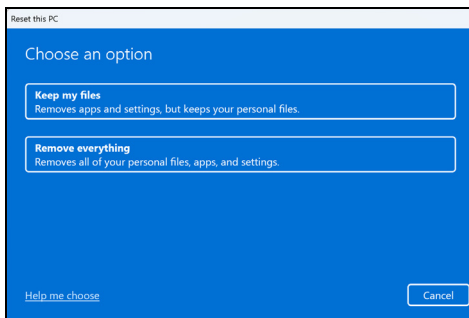 Reset this PC
Choose an option
Keep my files
Removes apps and settings, but keeps your personal files.
Remove everything
Removes all of your personal files, apps, and settings.
Help me choose
Cancel